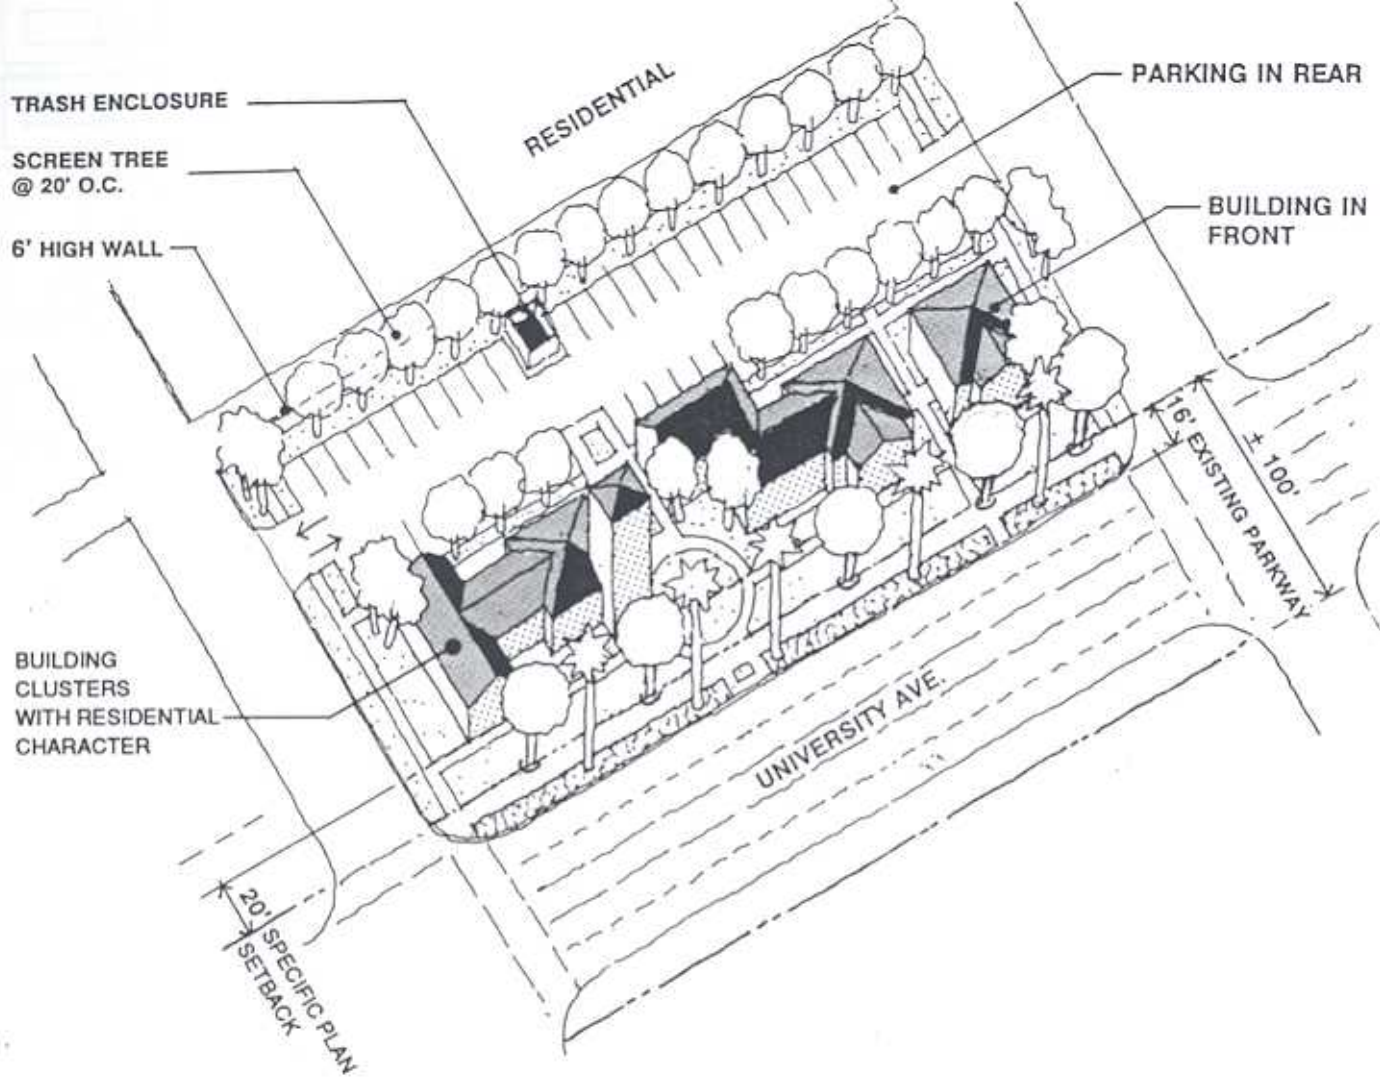 TRASH ENCLOSURE
SCREEN TREE
@ 20' O.C.
6' HIGH WALL
RESIDENTIAL
PARKING IN REAR
BUILDING IN
FRONT
16' EXISTING PARKWAY
± 100'
BUILDING
CLUSTERS
WITH RESIDENTIAL
CHARACTER
UNIVERSITY AVE.
20' SPECIFIC PLAN
SETBACK